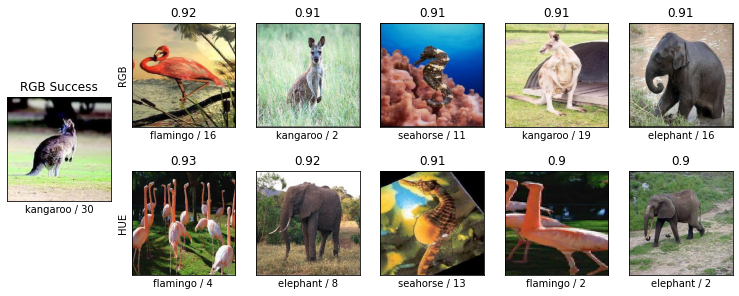 RGB Success
kangaroo / 30
RGB
0.92
flamingo / 16
0.91
kangaroo / 2
0.91
seahorse / 11
0.91
kangaroo / 19
0.91
elephant / 16
HUE
0.93
flamingo / 4
0.92
elephant / 8
0.91
seahorse / 13
0.9
flamingo / 2
0.9
elephant / 2